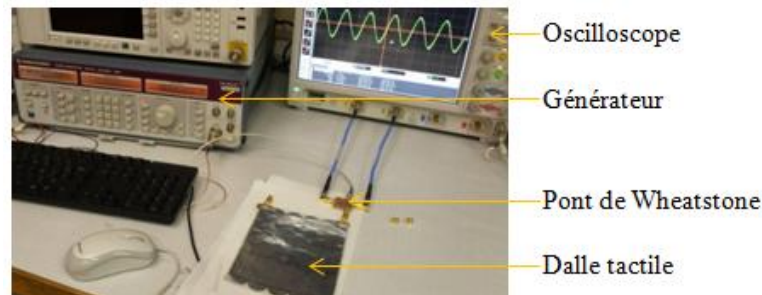 Oscilloscope
Générateur
Pont de Wheatstone
Dalle tactile